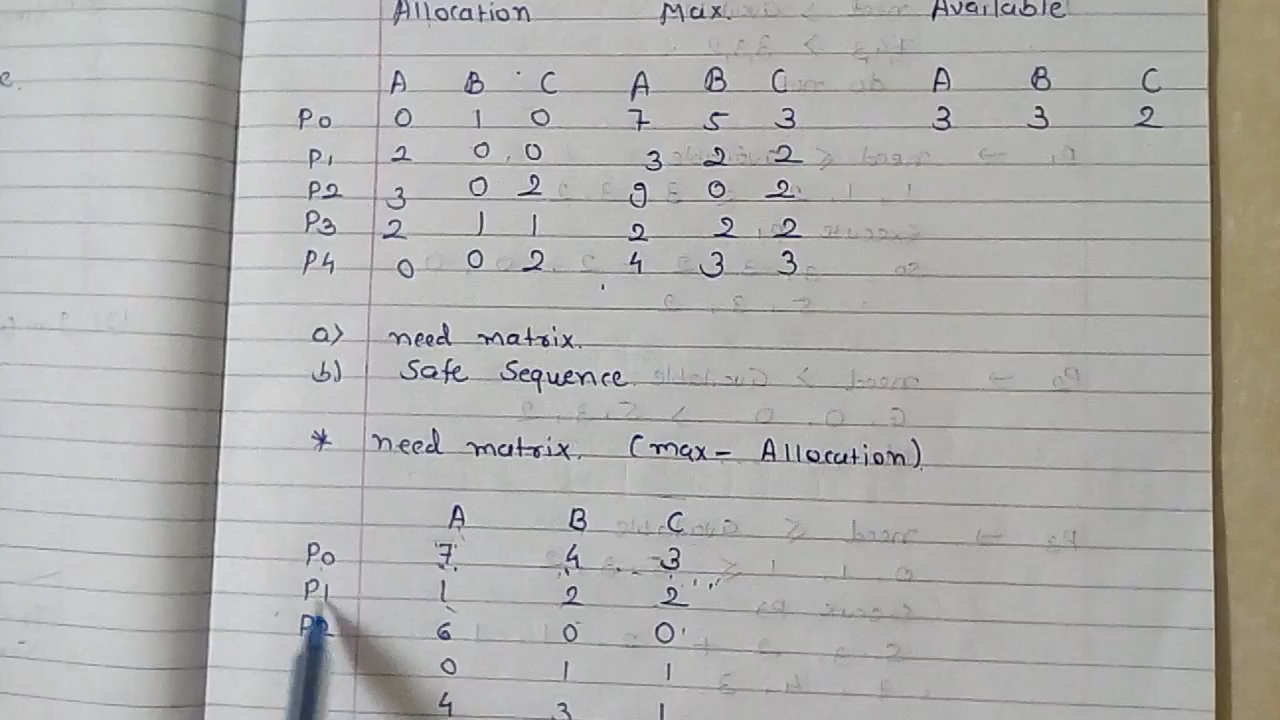 Allocation Max. Available
e.
A B C A B C A B C
P0 0 1 0 7 5 3 3 3 2
P1 2 0 0 3 2 2
P2 3 0 2 9 0 2
P3 2 1 1 2 2 2
P4 0 0 2 4 3 3
a) need matrix.
b) Safe Sequence
* need matrix. (max - Allocation)
A B C
P0 7 4 3
P1 1 2 2
P2 6 0 0
0 1 1
4 3 1